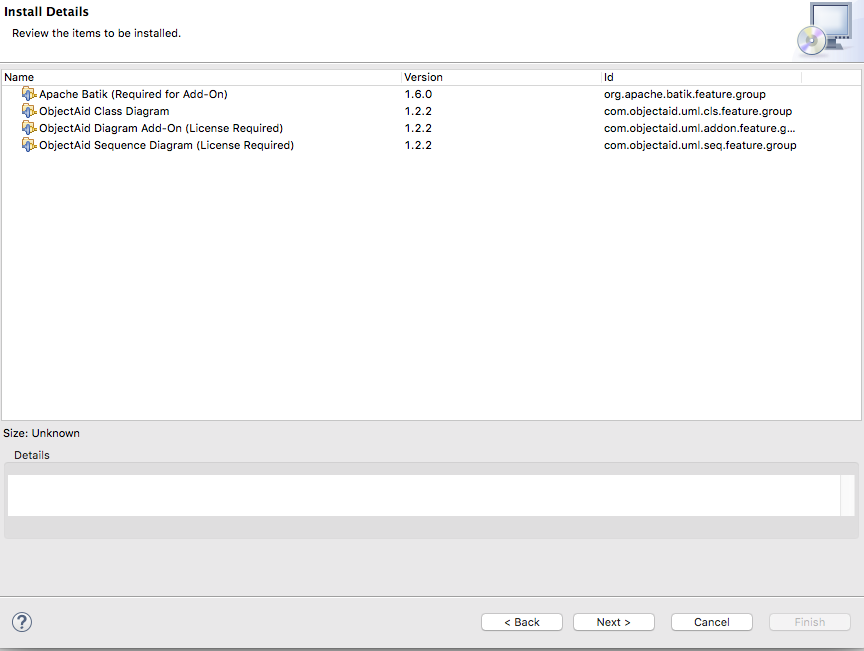 Install Details
Review the items to be installed.
Name Version Id
Apache Batik (Required for Add-On) 1.6.0 org.apache.batik.feature.group
ObjectAid Class Diagram 1.2.2 com.objectaid.uml.cls.feature.group
ObjectAid Diagram Add-On (License Required) 1.2.2 com.objectaid.uml.addon.feature.g...
ObjectAid Sequence Diagram (License Required) 1.2.2 com.objectaid.uml.seq.feature.group
Size: Unknown
Details
? < Back Next > Cancel Finish